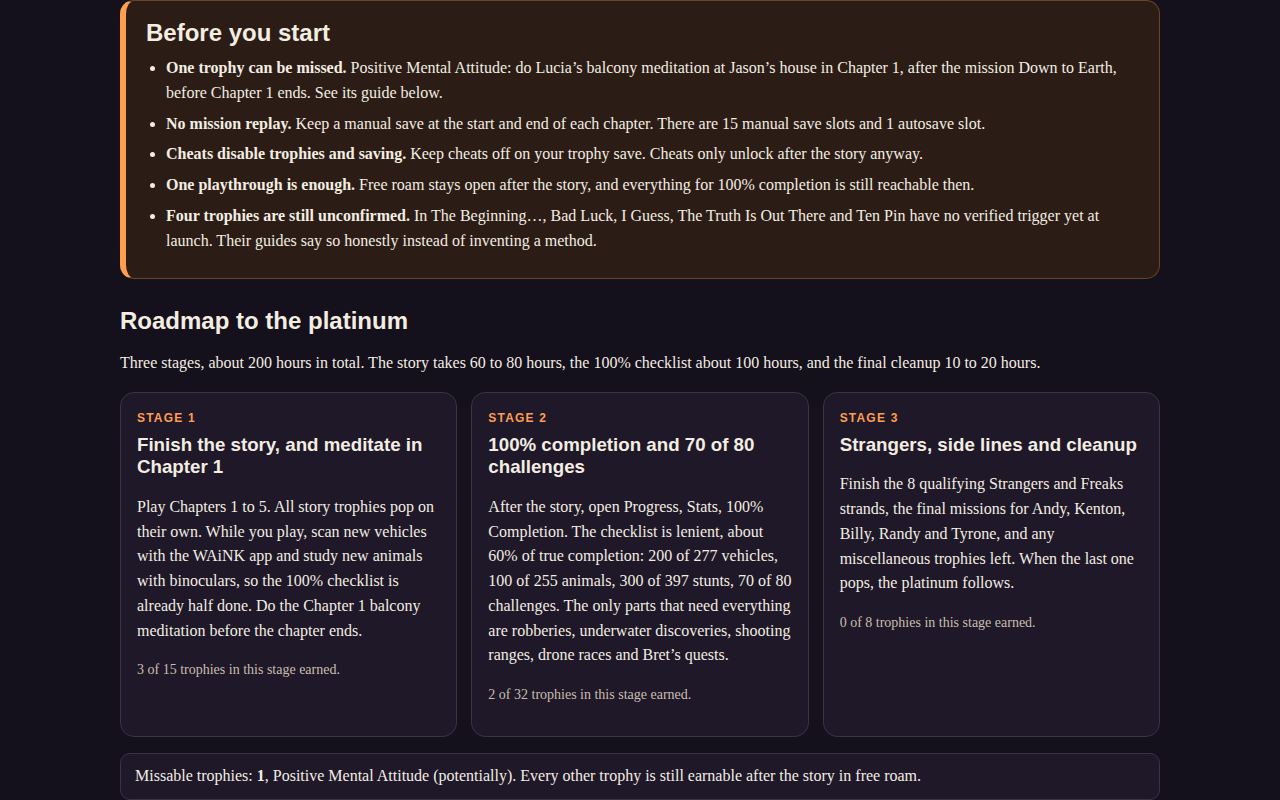 Before you start
One trophy can be missed. Positive Mental Attitude: do Lucia’s balcony meditation at Jason’s house in Chapter 1, after the mission Down to Earth,
before Chapter 1 ends. See its guide below.
No mission replay. Keep a manual save at the start and end of each chapter. There are 15 manual save slots and 1 autosave slot.
Cheats disable trophies and saving. Keep cheats off on your trophy save. Cheats only unlock after the story anyway.
One playthrough is enough. Free roam stays open after the story, and everything for 100% completion is still reachable then.
Four trophies are still unconfirmed. In The Beginning…, Bad Luck, I Guess, The Truth Is Out There and Ten Pin have no verified trigger yet at
launch. Their guides say so honestly instead of inventing a method.
Roadmap to the platinum
Three stages, about 200 hours in total. The story takes 60 to 80 hours, the 100% checklist about 100 hours, and the final cleanup 10 to 20 hours.
STAGE 1
Finish the story, and meditate in
Chapter 1
Play Chapters 1 to 5. All story trophies pop on
their own. While you play, scan new vehicles
with the WAiNK app and study new animals
with binoculars, so the 100% checklist is
already half done. Do the Chapter 1 balcony
meditation before the chapter ends.
3 of 15 trophies in this stage earned.
STAGE 2
100% completion and 70 of 80
challenges
After the story, open Progress, Stats, 100%
Completion. The checklist is lenient, about
60% of true completion: 200 of 277 vehicles,
100 of 255 animals, 300 of 397 stunts, 70 of 80
challenges. The only parts that need everything
are robberies, underwater discoveries, shooting
ranges, drone races and Bret’s quests.
2 of 32 trophies in this stage earned.
STAGE 3
Strangers, side lines and cleanup
Finish the 8 qualifying Strangers and Freaks
strands, the final missions for Andy, Kenton,
Billy, Randy and Tyrone, and any
miscellaneous trophies left. When the last one
pops, the platinum follows.
0 of 8 trophies in this stage earned.
Missable trophies: 1, Positive Mental Attitude (potentially). Every other trophy is still earnable after the story in free roam.